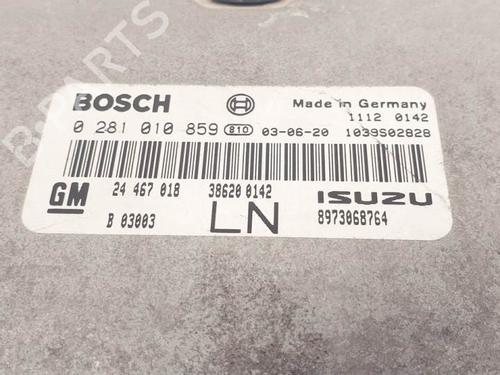 B-PARTS
BOSCH
Made in Germany
1112 0142
0 281 010 859 810 03-06-20 1039S02828
GM 24 467 018 38620 0142 ISUZU
B 03003 LN 8973068764